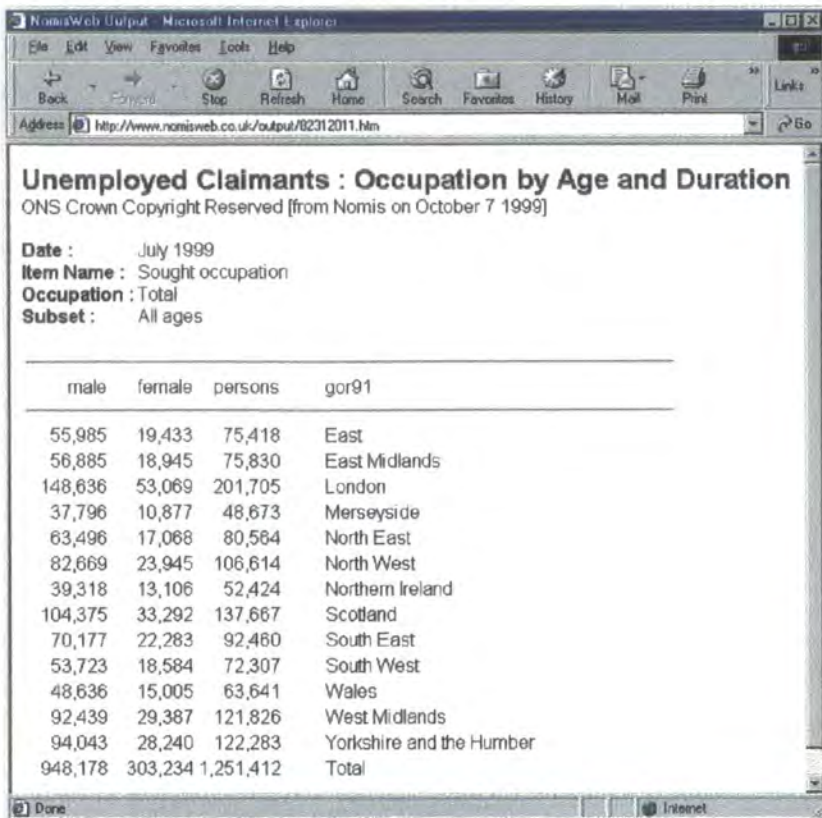 NomisWeb Output - Microsoft Internet Explorer
File Edit View Favorites Tools Help
Back Forward Stop Refresh Home Search Favorites History Mail Print Links
Address http://www.nomisweb.co.uk/output/82312011.htm Go
Unemployed Claimants : Occupation by Age and Duration
ONS Crown Copyright Reserved [from Nomis on October 7 1999]
Date : July 1999
Item Name : Sought occupation
Occupation : Total
Subset : All ages
male female persons gor91
55,985 19,433 75,418 East
56,885 18,945 75,830 East Midlands
148,636 53,069 201,705 London
37,796 10,877 48,673 Merseyside
63,496 17,068 80,564 North East
82,669 23,945 106,614 North West
39,318 13,106 52,424 Northern Ireland
104,375 33,292 137,667 Scotland
70,177 22,283 92,460 South East
53,723 18,584 72,307 South West
48,636 15,005 63,641 Wales
92,439 29,387 121,826 West Midlands
94,043 28,240 122,283 Yorkshire and the Humber
948,178 303,234 1,251,412 Total
Done Internet